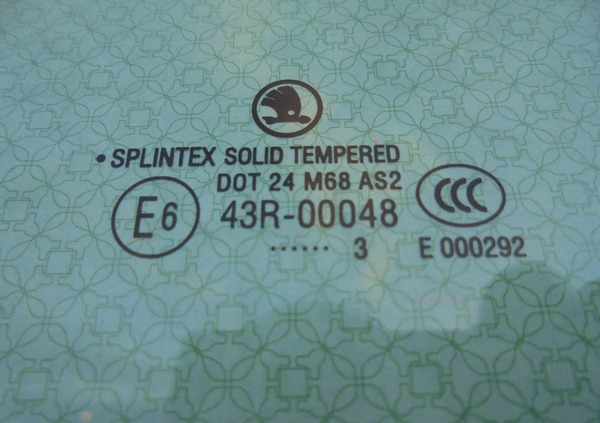 • SPLINTEX SOLID TEMPERED
DOT 24 M68 AS2
E6 43R-00048 CCC
...... 3 E 000292